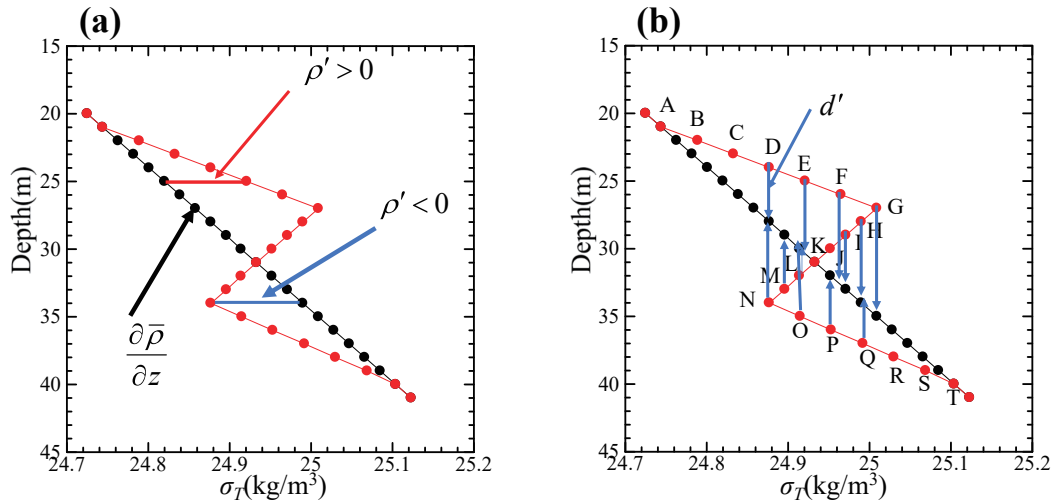 (a)
ρ′ > 0
ρ′ < 0
∂ρ̅
∂z
Depth(m)
15
20
25
30
35
40
45
24.7
24.8
24.9
25
25.1
25.2
σ_T(kg/m³)
(b)
d′
A
B
C
D
E
F
G
H
I
J
K
L
M
N
O
P
Q
R
S
T
Depth(m)
15
20
25
30
35
40
45
24.7
24.8
24.9
25
25.1
25.2
σ_T(kg/m³)